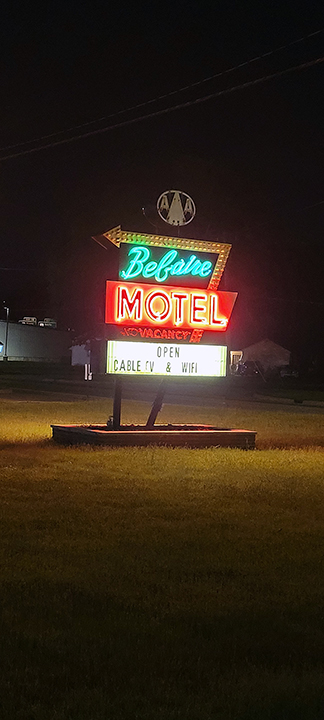 AAA
Belaire
MOTEL
NO VACANCY
OPEN
CABLE TV & WIFI